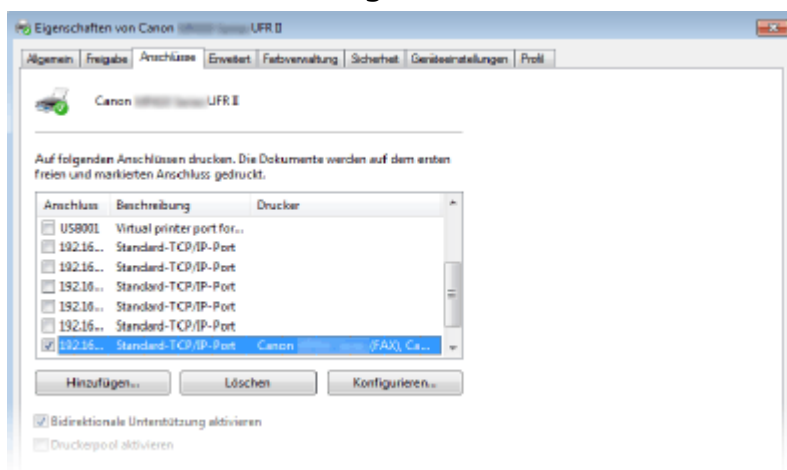 Eigenschaften von Canon UFR II
Allgemein Freigabe Anschlüsse Erweitert Farbverwaltung Sicherheit Geräteeinstellungen Profil
Canon UFR II
Auf folgenden Anschlüssen drucken. Die Dokumente werden auf dem ersten
freien und markierten Anschluss gedruckt.
Anschluss Beschreibung Drucker
USB001 Virtual printer port for...
192.16... Standard-TCP/IP-Port
192.16... Standard-TCP/IP-Port
192.16... Standard-TCP/IP-Port
192.16... Standard-TCP/IP-Port
192.16... Standard-TCP/IP-Port
192.16... Standard-TCP/IP-Port Canon (FAX), Ca...
Hinzufügen... Löschen Konfigurieren...
Bidirektionale Unterstützung aktivieren
Druckerpool aktivieren